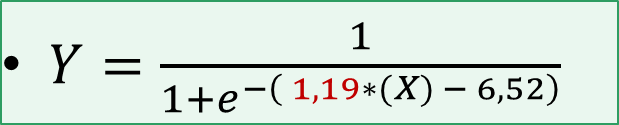 • Y = 1 / (1+e^−( 1,19*(X) − 6,52))